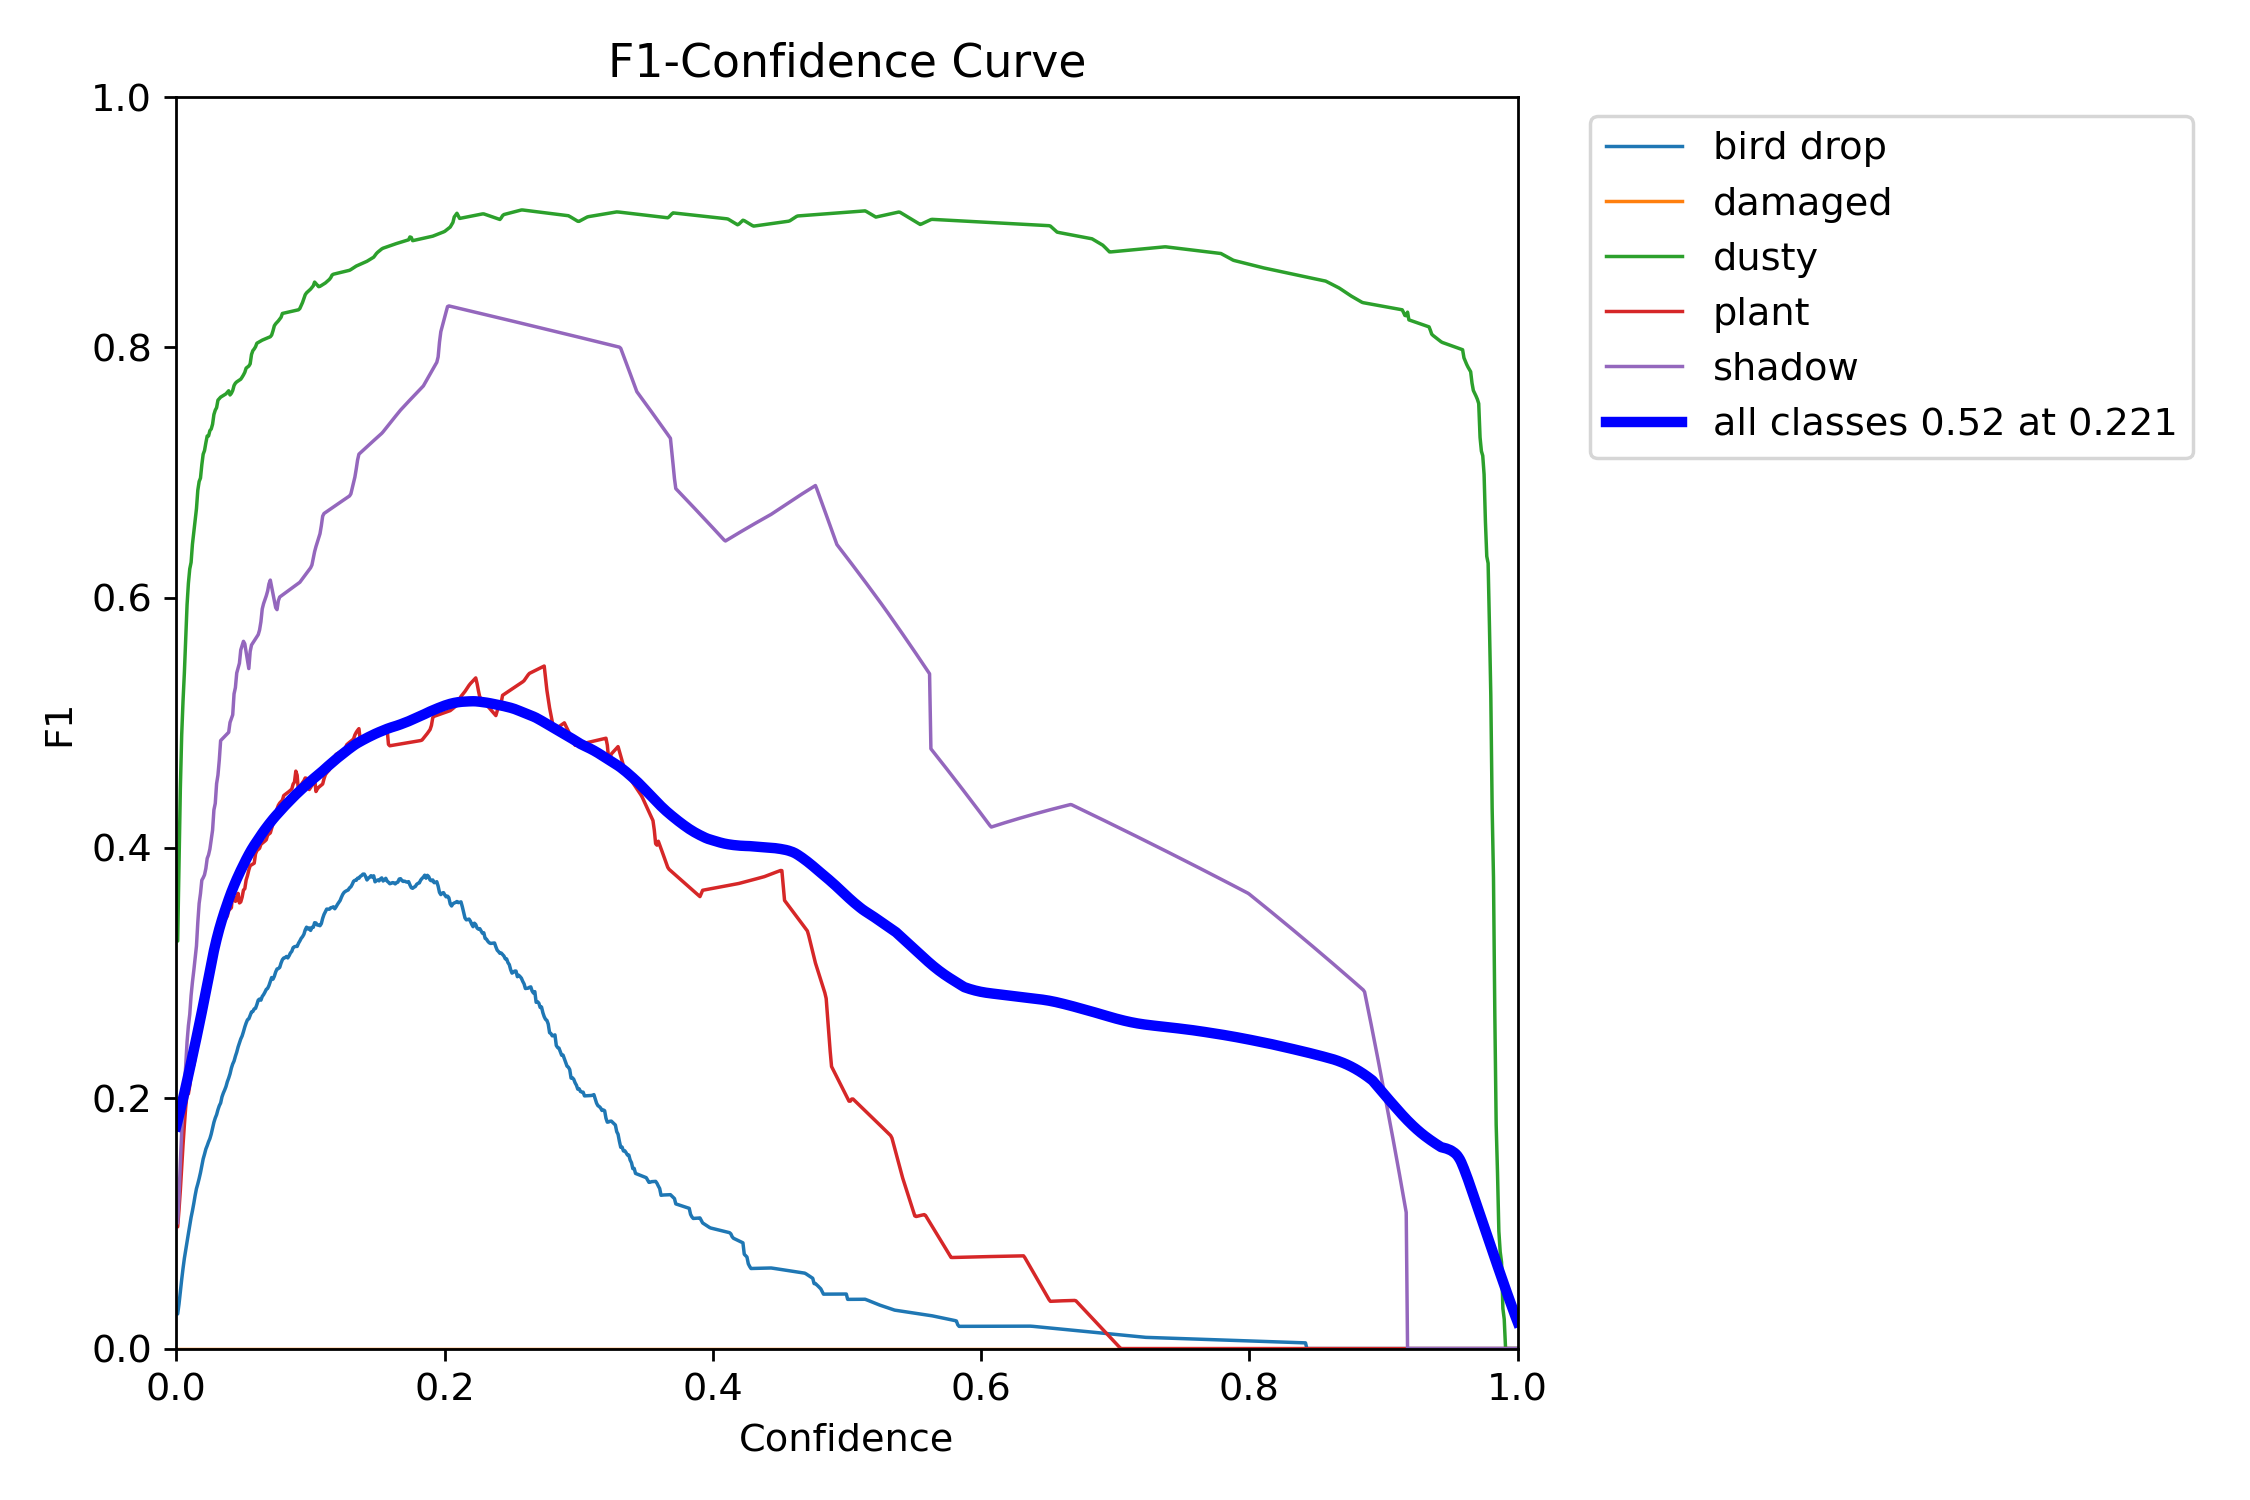 F1-Confidence Curve
1.0
0.8
0.6
0.4
0.2
0.0
F1
0.0 0.2 0.4 0.6 0.8 1.0
Confidence
bird drop
damaged
dusty
plant
shadow
all classes 0.52 at 0.221